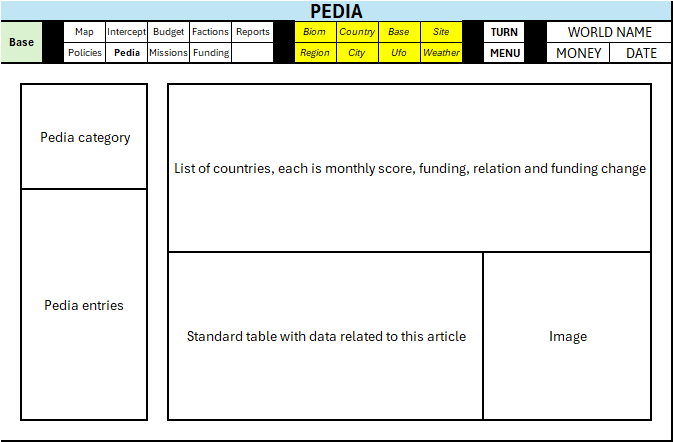 PEDIA
Base
Map Intercept Budget Factions Reports
Policies Pedia Missions Funding
Biom Country Base Site
Region City Ufo Weather
TURN
MENU
WORLD NAME
MONEY DATE
Pedia category
Pedia entries
List of countries, each is monthly score, funding, relation and funding change
Standard table with data related to this article
Image